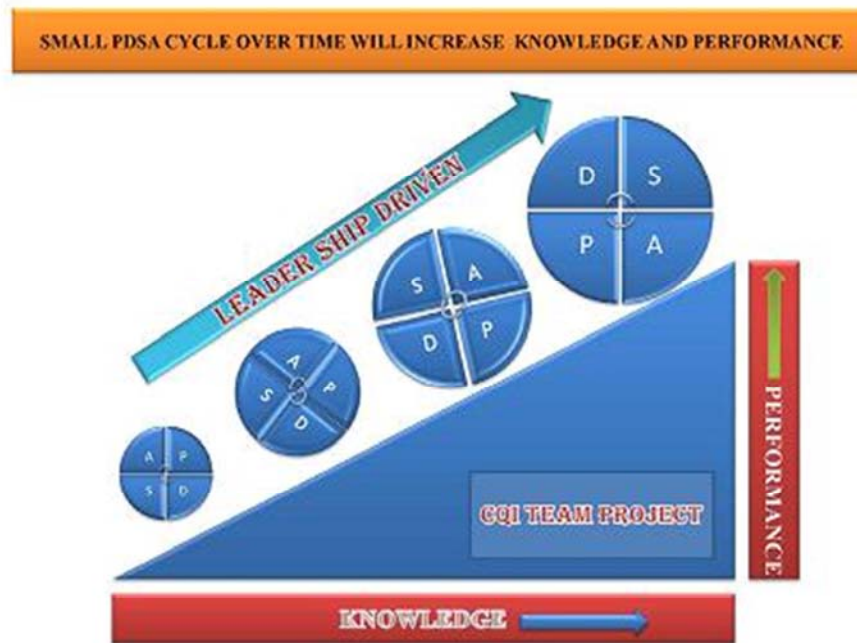 SMALL PDSA CYCLE OVER TIME WILL INCREASE KNOWLEDGE AND PERFORMANCE
LEADER SHIP DRIVEN
D S
P A
S A
D P
A
S P
D
A P
S D
CQI TEAM PROJECT
PERFORMANCE
KNOWLEDGE